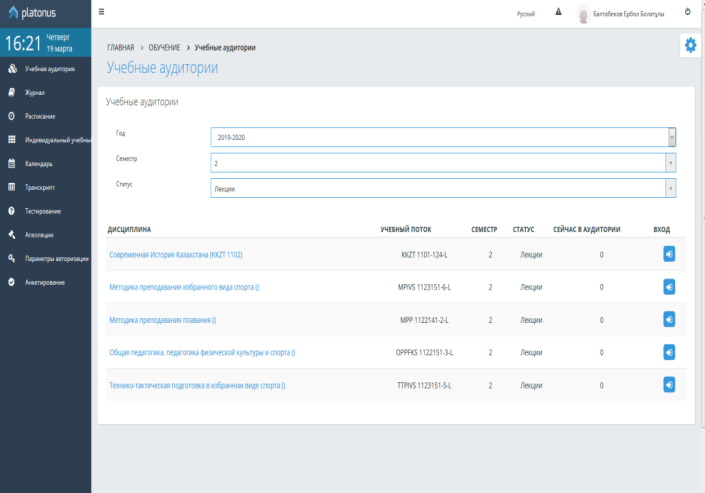 platonus
Русский
Балтабеков Ербол Болатулы
16:21 Четверг
19 марта
Учебная аудитория
Журнал
Расписание
Индивидуальный учебны
Календарь
Транскрипт
Тестирование
Апелляции
Параметры авторизации
Анкетирование
ГЛАВНАЯ > ОБУЧЕНИЕ > Учебные аудитории
Учебные аудитории
Учебные аудитории
Год 2019-2020
Семестр 2
Статус Лекции
ДИСЦИПЛИНА УЧЕБНЫЙ ПОТОК СЕМЕСТР СТАТУС СЕЙЧАС В АУДИТОРИИ ВХОД
Современная История Казахстана (KKZT 1102) KKZT 1101-124-L 2 Лекции 0
Методика преподавания избранного вида спорта () MPIVS 1123151-6-L 2 Лекции 0
Методика преподавания плавания () MPP 1122141-2-L 2 Лекции 0
Общая педагогика, педагогика физической культуры и спорта () OPPFKS 1122151-3-L 2 Лекции 0
Технико-тактическая подготовка в избранном виде спорта () TTPIVS 1123151-5-L 2 Лекции 0